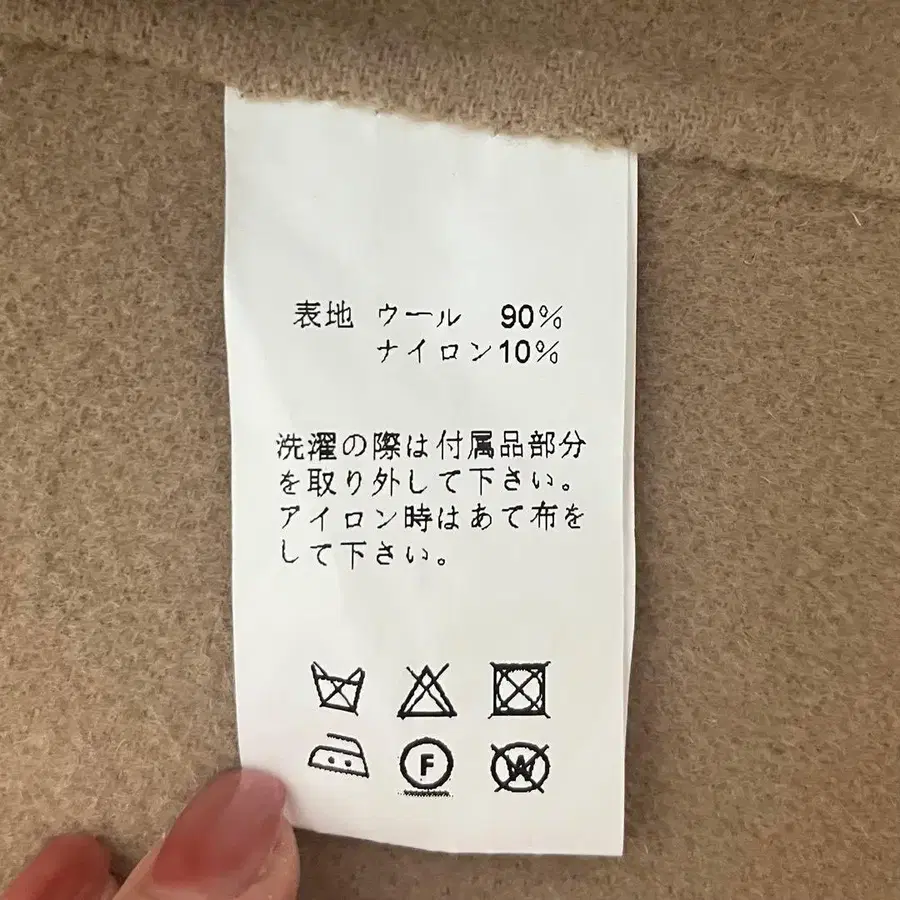 表地 ウール 90%
ナイロン10%
洗濯の際は付属品部分
を取り外して下さい。
アイロン時はあて布を
して下さい。
F
W